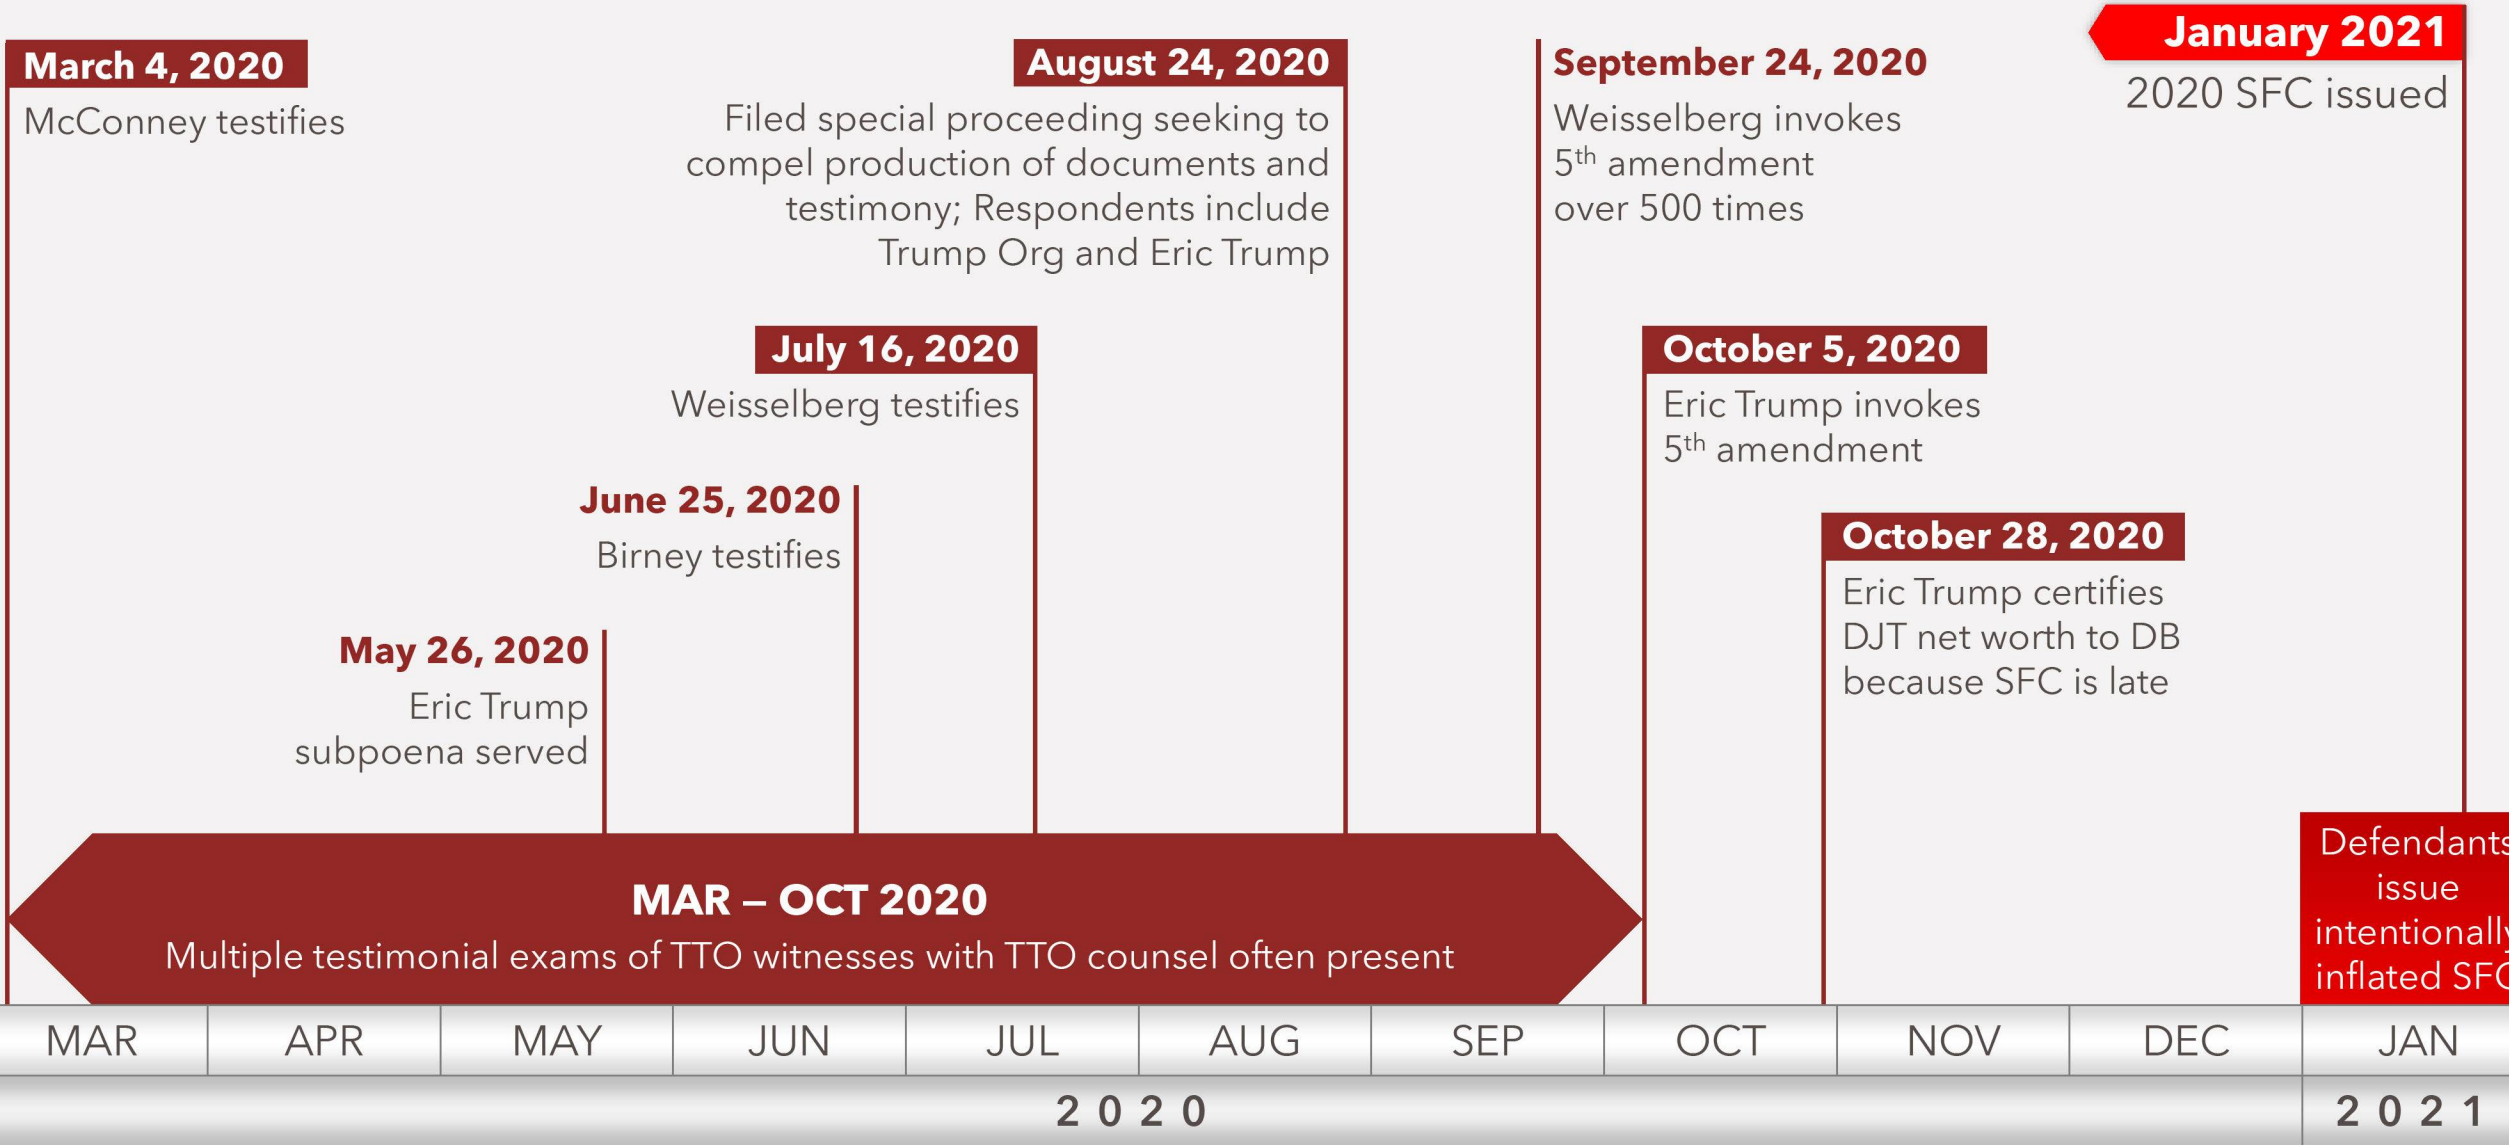 March 4, 2020
McConney testifies
August 24, 2020
Filed special proceeding seeking to
compel production of documents and
testimony; Respondents include
Trump Org and Eric Trump
September 24, 2020
Weisselberg invokes
5th amendment
over 500 times
January 2021
2020 SFC issued
July 16, 2020
Weisselberg testifies
October 5, 2020
Eric Trump invokes
5th amendment
June 25, 2020
Birney testifies
October 28, 2020
Eric Trump certifies
DJT net worth to DB
because SFC is late
May 26, 2020
Eric Trump
subpoena served
MAR – OCT 2020
Multiple testimonial exams of TTO witnesses with TTO counsel often present
Defendants
issue
intentionally
inflated SFC
MAR APR MAY JUN JUL AUG SEP OCT NOV DEC JAN
2020 2021